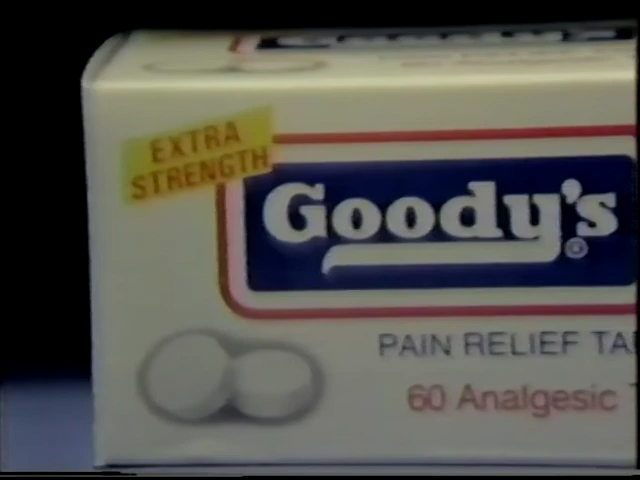 EXTRA
STRENGTH
Goody's®
PAIN RELIEF TA
60 Analgesic